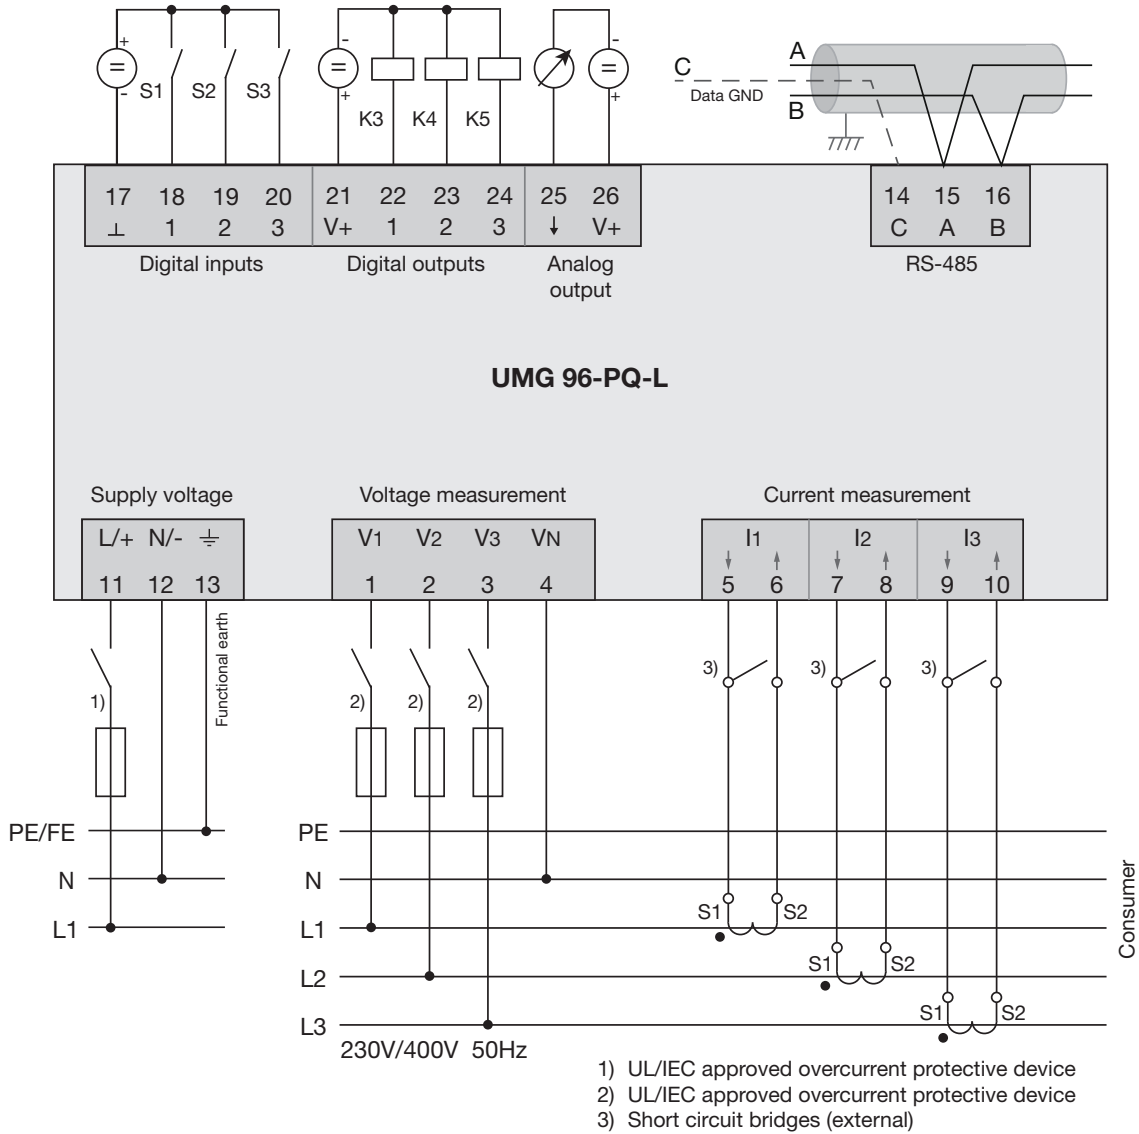 + - +
S1 S2 S3
-
K3 K4 K5
+ - +
A
C
Data GND
B
17 18 19 20 21 22 23 24 25 26
⊥ 1 2 3 V+ 1 2 3 ↓ V+
Digital inputs
Digital outputs
Analog
output
14 15 16
C A B
RS-485
UMG 96-PQ-L
Supply voltage
L/+ N/-
11 12 13
Functional earth
1)
Voltage measurement
V1 V2 V3 VN
1 2 3 4
2) 2) 2)
Current measurement
I1 I2 I3
5 6 7 8 9 10
3) 3) 3)
PE/FE
N
L1
PE
N
L1
L2
L3
S1 S2
S1 S2
S1 S2
Consumer
230V/400V 50Hz
1) UL/IEC approved overcurrent protective device
2) UL/IEC approved overcurrent protective device
3) Short circuit bridges (external)